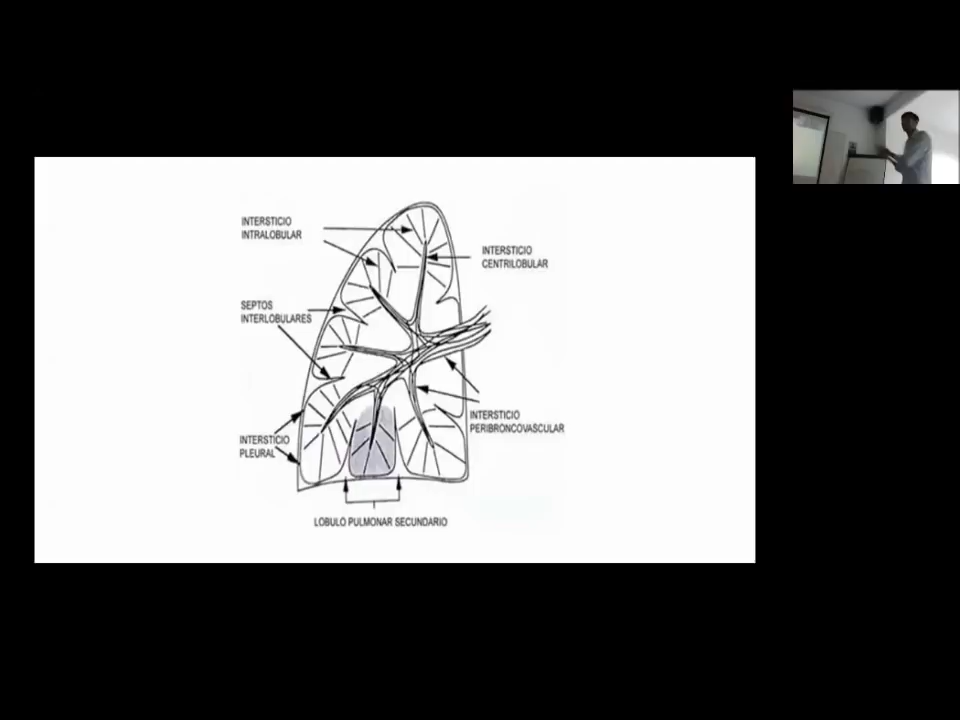 INTERSTICIO
INTRALOBULAR
INTERSTICIO
CENTRILOBULAR
SEPTOS
INTERLOBULARES
INTERSTICIO
PERIBRONCOVASCULAR
INTERSTICIO
PLEURAL
LOBULO PULMONAR SECUNDARIO